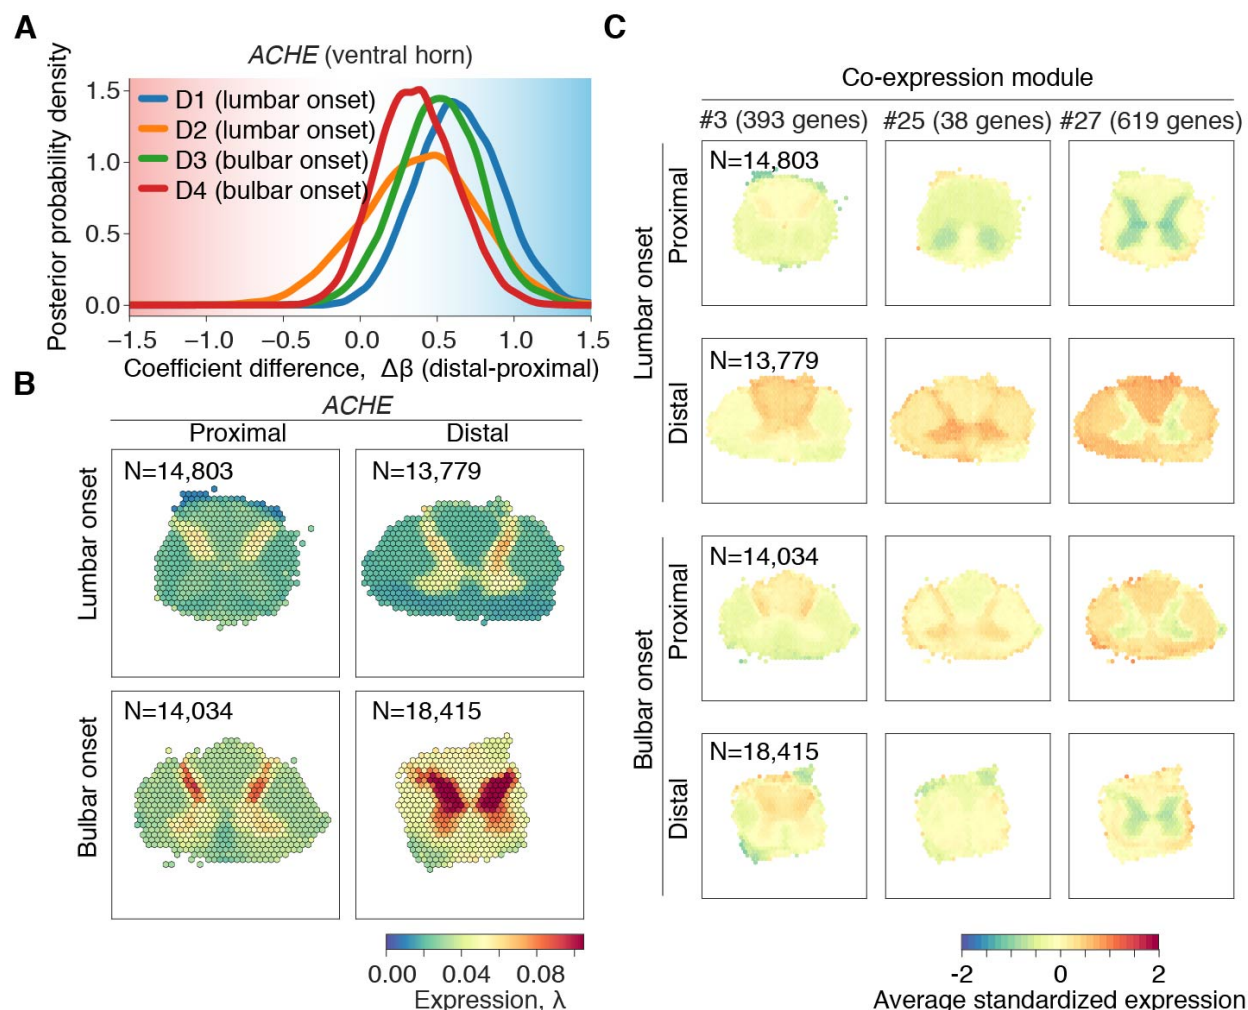 A
ACHE (ventral horn)
Posterior probability density
1.5
1.0
0.5
0.0
D1 (lumbar onset)
D2 (lumbar onset)
D3 (bulbar onset)
D4 (bulbar onset)
−1.5 −1.0 −0.5 0.0 0.5 1.0 1.5
Coefficient difference, Δβ (distal-proximal)
B
ACHE
Proximal Distal
Lumbar onset
N=14,803 N=13,779
Bulbar onset
N=14,034 N=18,415
0.00 0.04 0.08
Expression, λ
C
Co-expression module
#3 (393 genes) #25 (38 genes) #27 (619 genes)
Lumbar onset
Proximal
N=14,803
Distal
N=13,779
Bulbar onset
Proximal
N=14,034
Distal
N=18,415
-2 0 2
Average standardized expression